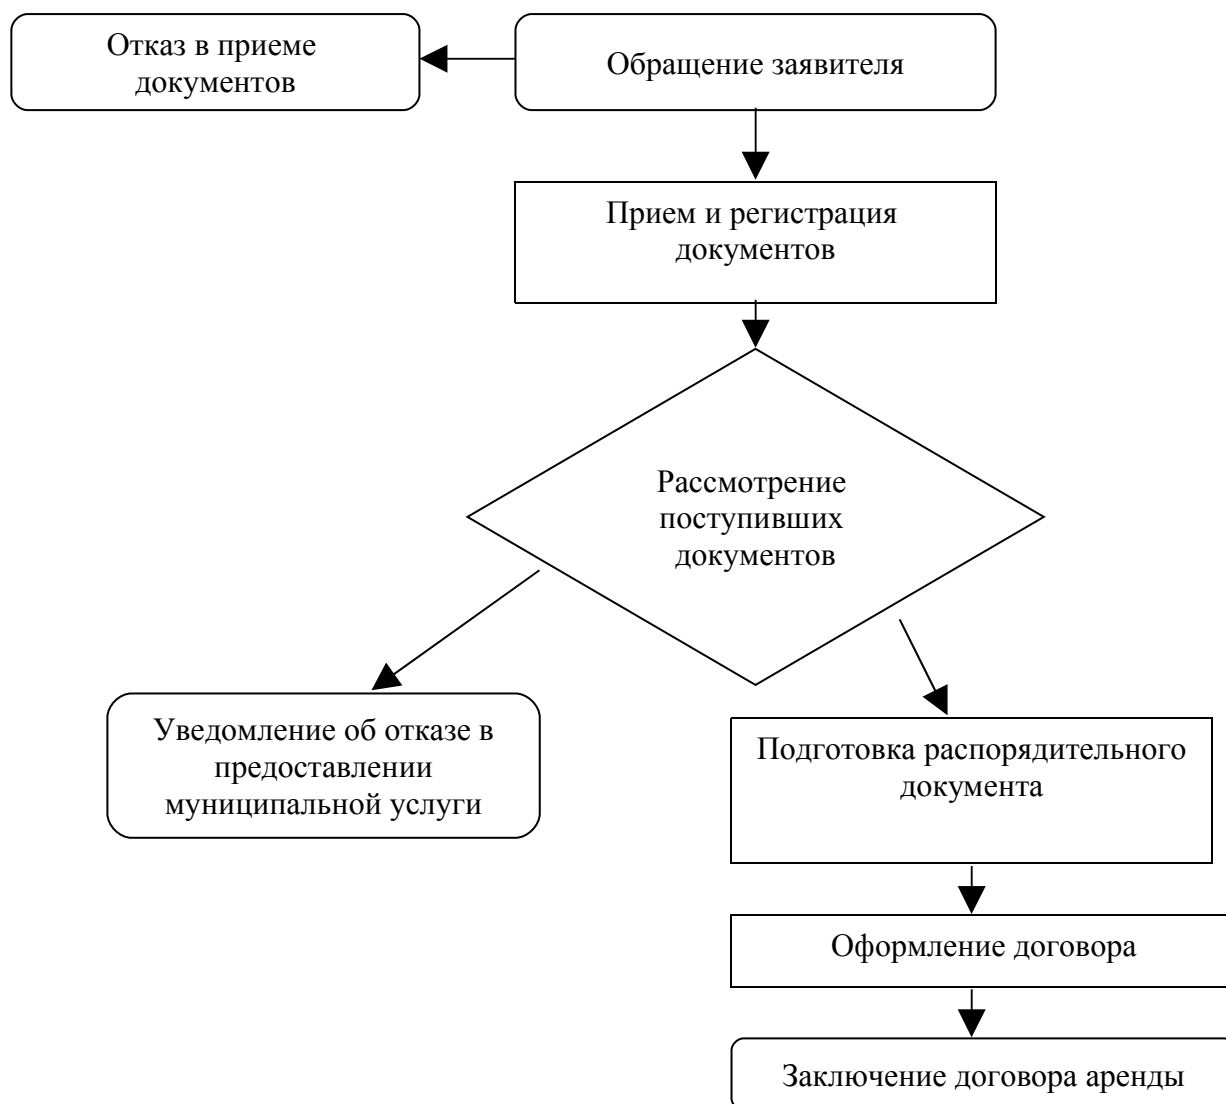 Отказ в приеме
документов
Обращение заявителя
Прием и регистрация
документов
Рассмотрение
поступивших
документов
Уведомление об отказе в
предоставлении
муниципальной услуги
Подготовка распорядительного
документа
Оформление договора
Заключение договора аренды